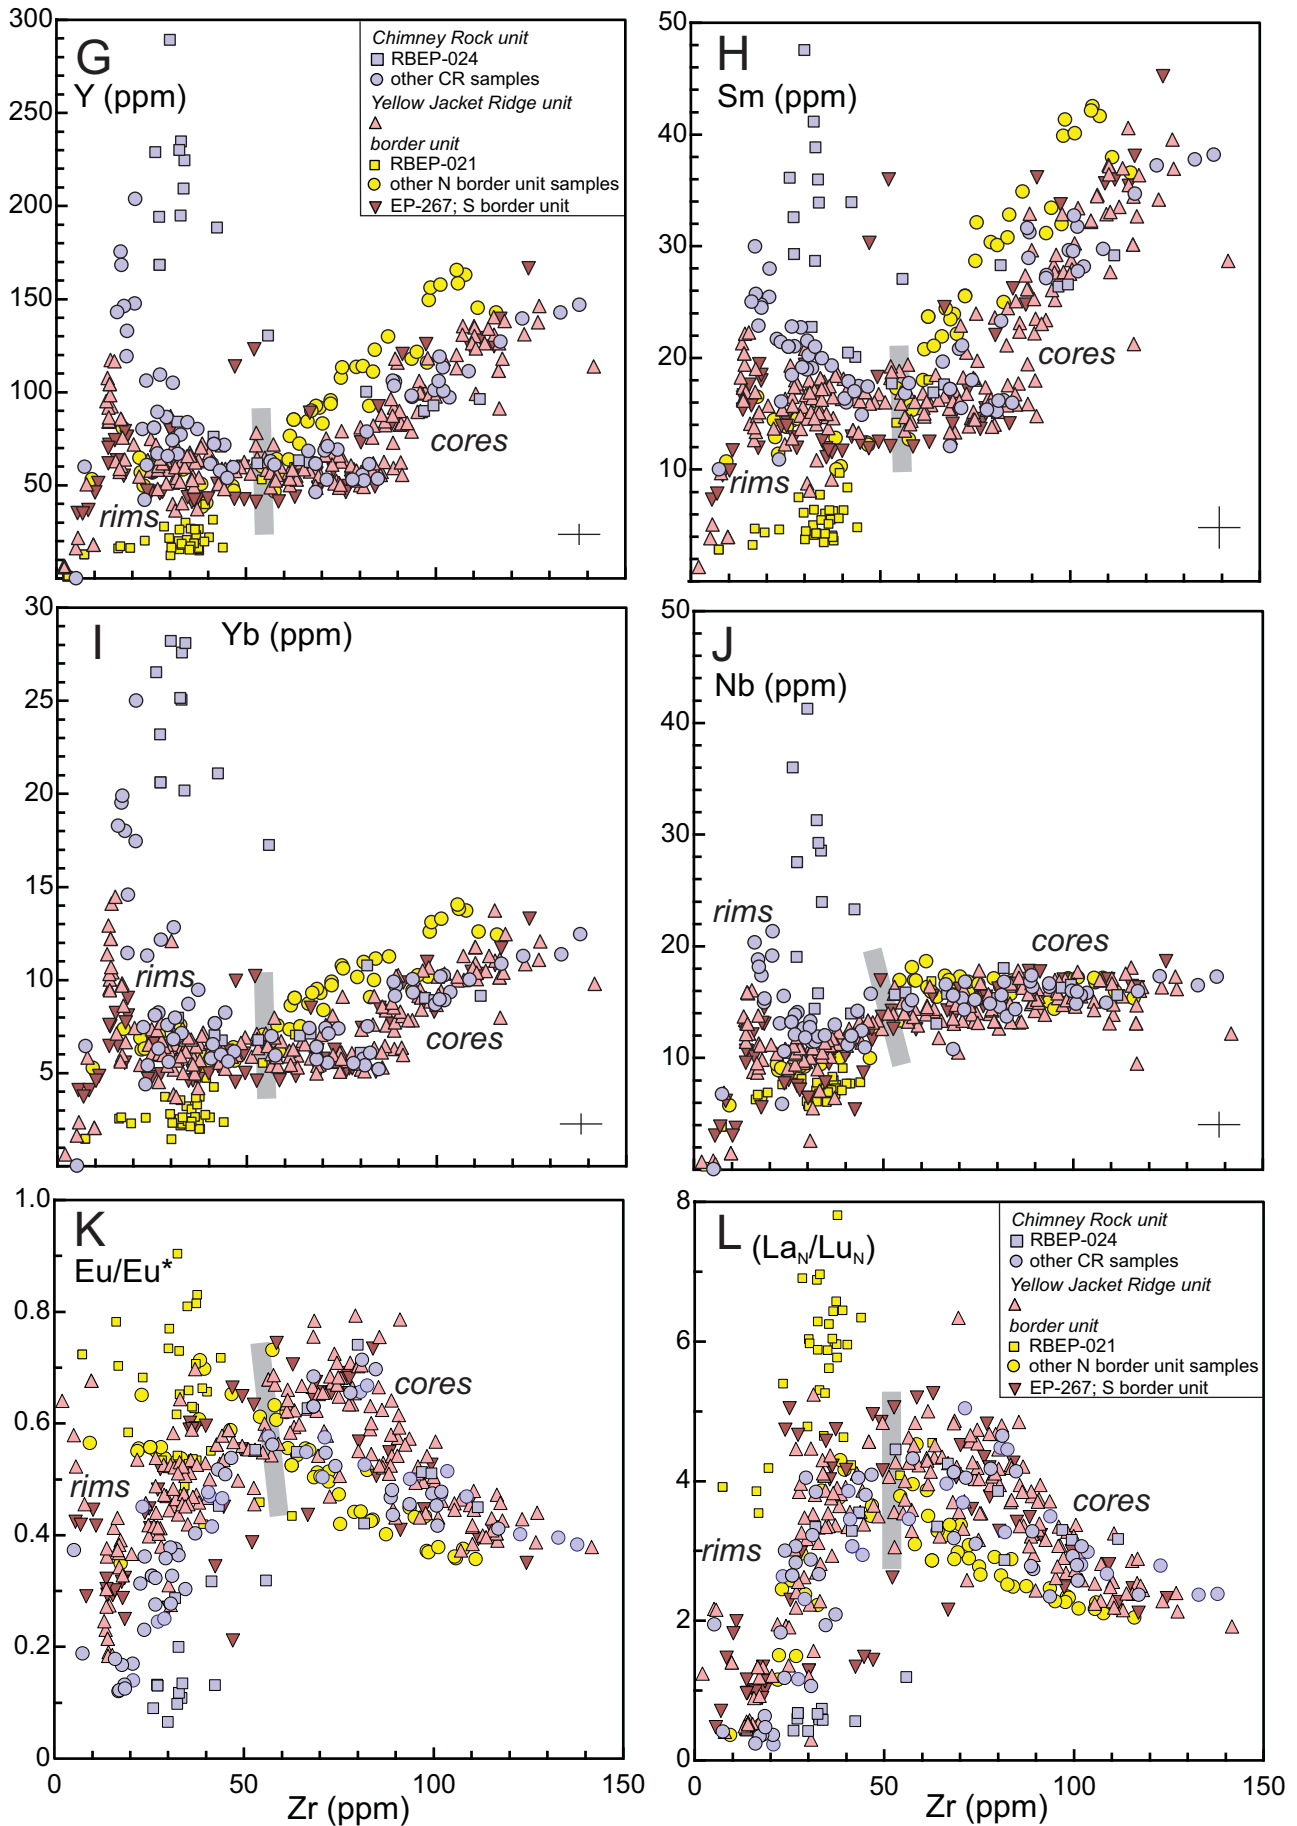 G
Y (ppm)
300
250
200
150
100
50
Chimney Rock unit
RBEP-024
other CR samples
Yellow Jacket Ridge unit
border unit
RBEP-021
other N border unit samples
EP-267; S border unit
rims
cores
H
Sm (ppm)
50
40
30
20
10
rims
cores
I
Yb (ppm)
30
25
20
15
10
5
rims
cores
J
Nb (ppm)
50
40
30
20
10
rims
cores
K
Eu/Eu*
1.0
0.8
0.6
0.4
0.2
0
rims
cores
0 50 100 150
Zr (ppm)
L (LaN/LuN)
8
6
4
2
0
Chimney Rock unit
RBEP-024
other CR samples
Yellow Jacket Ridge unit
border unit
RBEP-021
other N border unit samples
EP-267; S border unit
rims
cores
0 50 100 150
Zr (ppm)